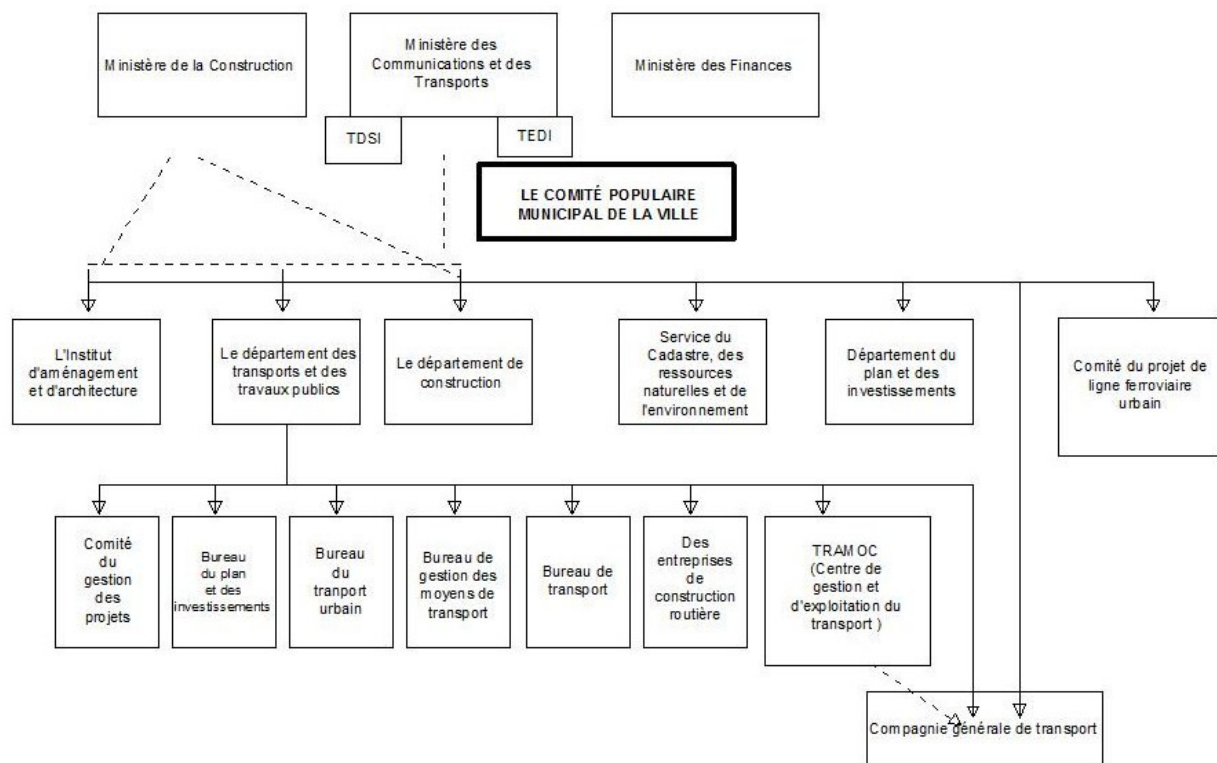 Ministère de la Construction
Ministère des
Communications et des
Transports
Ministère des Finances
TDSI
TEDI
LE COMITÉ POPULAIRE
MUNICIPAL DE LA VILLE
L'Institut
d'aménagement
et d'architecture
Le département des
transports et des
travaux publics
Le département de
construction
Service du
Cadastre, des
ressources
naturelles et de
l'environnement
Département du
plan et des
investissements
Comité du projet de
ligne ferroviaire
urbain
Comité
du
gestion
des
projets
Bureau
du plan
et des
investissements
Bureau
du
tranport
urbain
Bureau de
gestion des
moyens de
transport
Bureau de
transport
Des
entreprises
de
construction
routière
TRAMOC
(Centre de
gestion et
d'exploitation du
transport )
Compagnie générale de transport